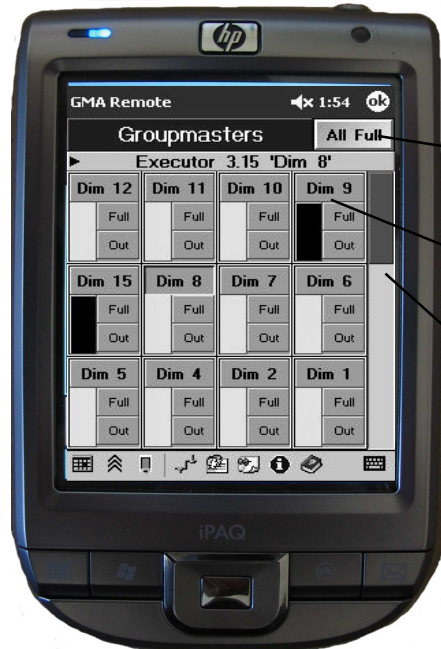 hp
GMA Remote 1:54 ok
Groupmasters All Full
Executor 3.15 'Dim 8'
Dim 12 Dim 11 Dim 10 Dim 9
Full Full Full Full
Out Out Out Out
Dim 15 Dim 8 Dim 7 Dim 6
Full Full Full Full
Out Out Out Out
Dim 5 Dim 4 Dim 2 Dim 1
Full Full Full Full
Out Out Out Out
iPAQ
ok